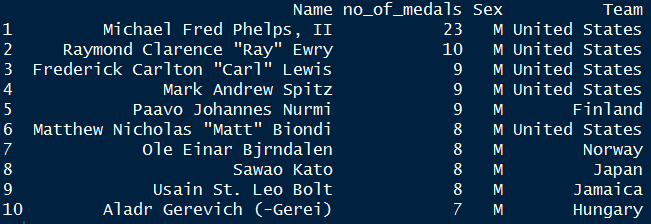 Name no_of_medals Sex Team
1 Michael Fred Phelps, II 23 M United States
2 Raymond Clarence "Ray" Ewry 10 M United States
3 Frederick Carlton "Carl" Lewis 9 M United States
4 Mark Andrew Spitz 9 M United States
5 Paavo Johannes Nurmi 9 M Finland
6 Matthew Nicholas "Matt" Biondi 8 M United States
7 Ole Einar Bjrndalen 8 M Norway
8 Sawao Kato 8 M Japan
9 Usain St. Leo Bolt 8 M Jamaica
10 Aladr Gerevich (-Gerei) 7 M Hungary